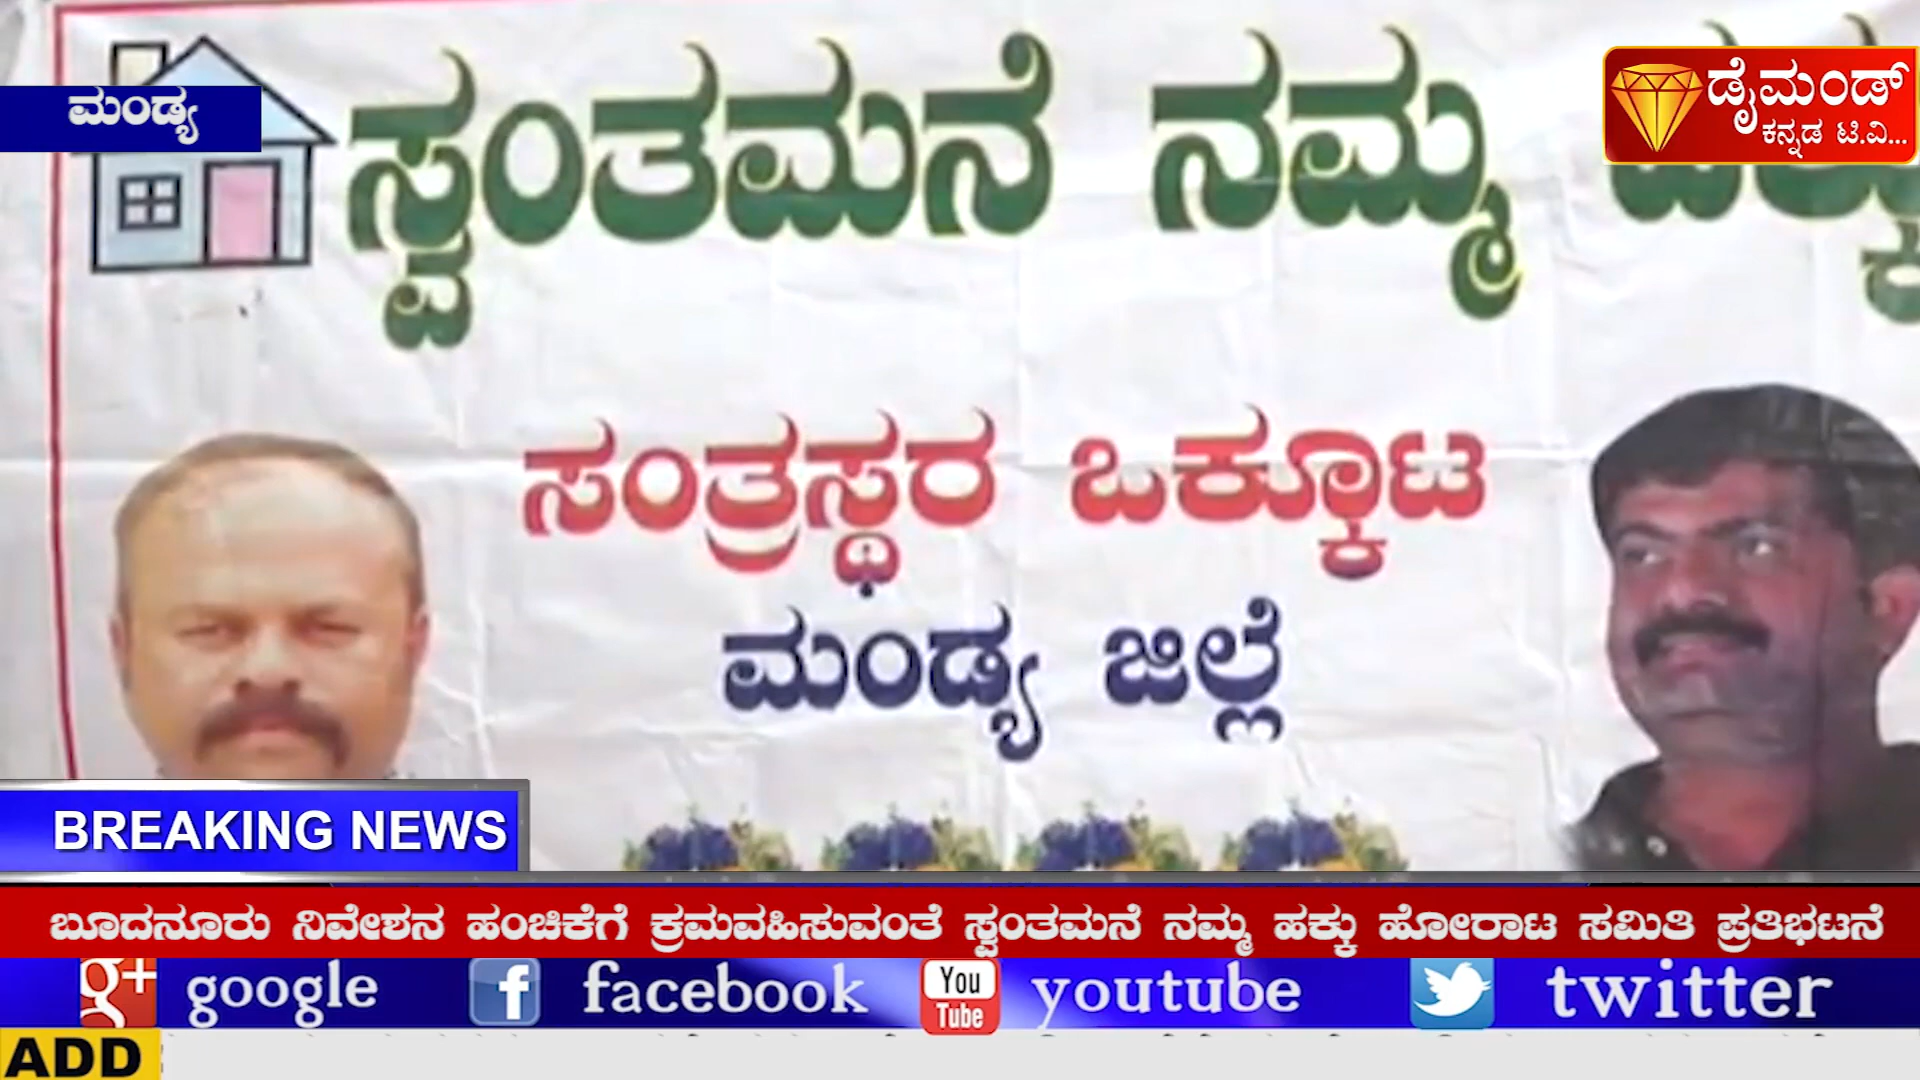 ಸ್ವಂತಮನೆ ನಮ್ಮ
ಡೈಮಂಡ್
ಕನ್ನಡ ಟಿ.ವಿ...
ಮಂಡ್ಯ
ಸಂತ್ರಸ್ಥರ ಒಕ್ಕೂಟ
ಮಂಡ್ಯ ಜಿಲ್ಲೆ
BREAKING NEWS
ಬೂದನೂರು ನಿವೇಶನ ಹಂಚಿಕೆಗೆ ಕ್ರಮವಹಿಸುವಂತೆ ಸ್ವಂತಮನೆ ನಮ್ಮ ಹಕ್ಕು ಹೋರಾಟ ಸಮಿತಿ ಪ್ರತಿಭಟನೆ
g+ google f facebook You Tube youtube twitter
ADD